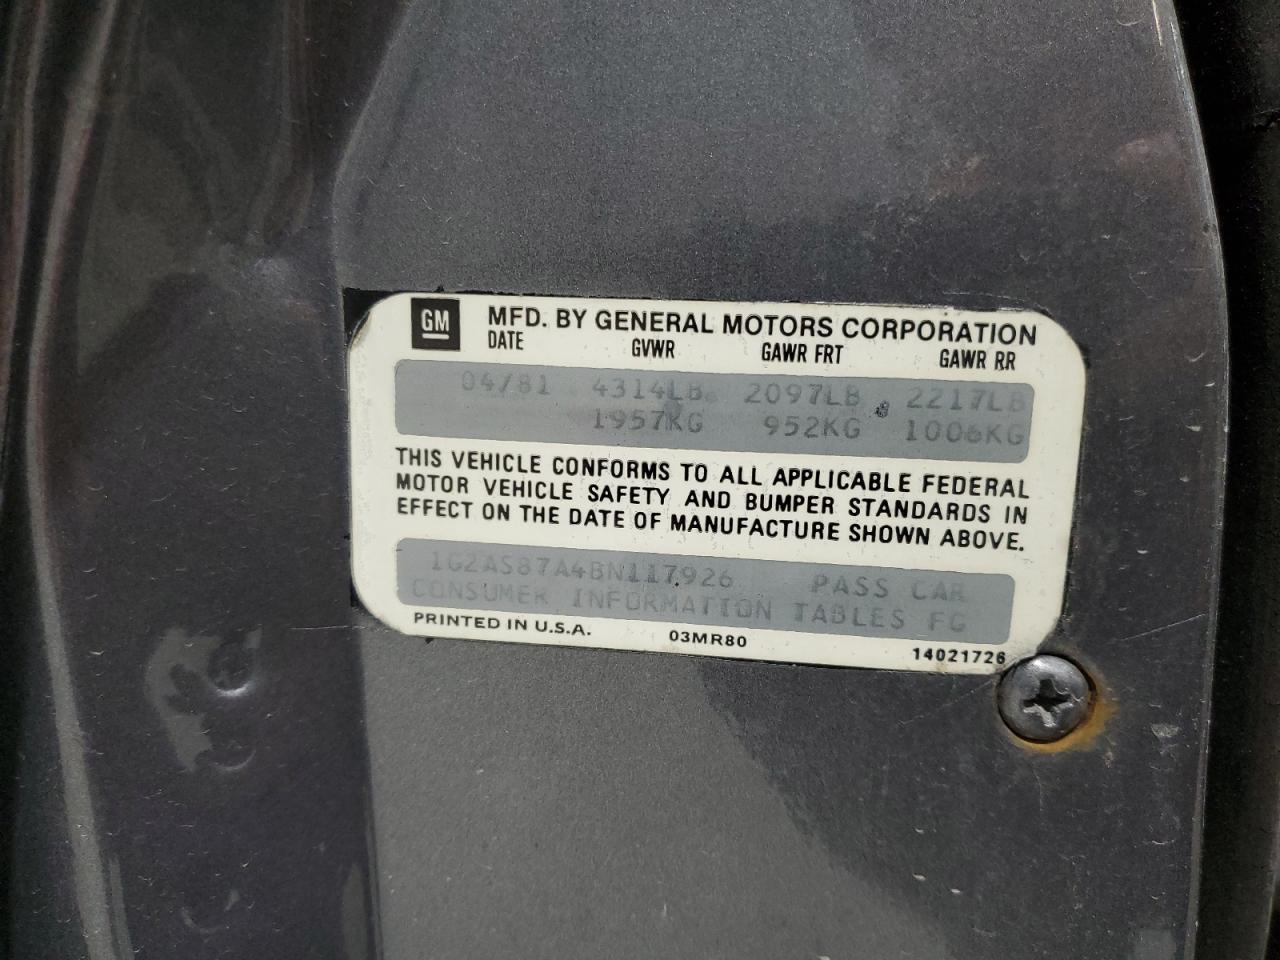 GM MFD. BY GENERAL MOTORS CORPORATION
DATE GVWR GAWR FRT GAWR RR
04/81 4314LB 2097LB 2217LB
1957KG 952KG 1006KG
THIS VEHICLE CONFORMS TO ALL APPLICABLE FEDERAL
MOTOR VEHICLE SAFETY AND BUMPER STANDARDS IN
EFFECT ON THE DATE OF MANUFACTURE SHOWN ABOVE.
1G2AS87A4BN117926 PASS CAR
CONSUMER INFORMATION TABLES FG
PRINTED IN U.S.A. 03MR80 14021726